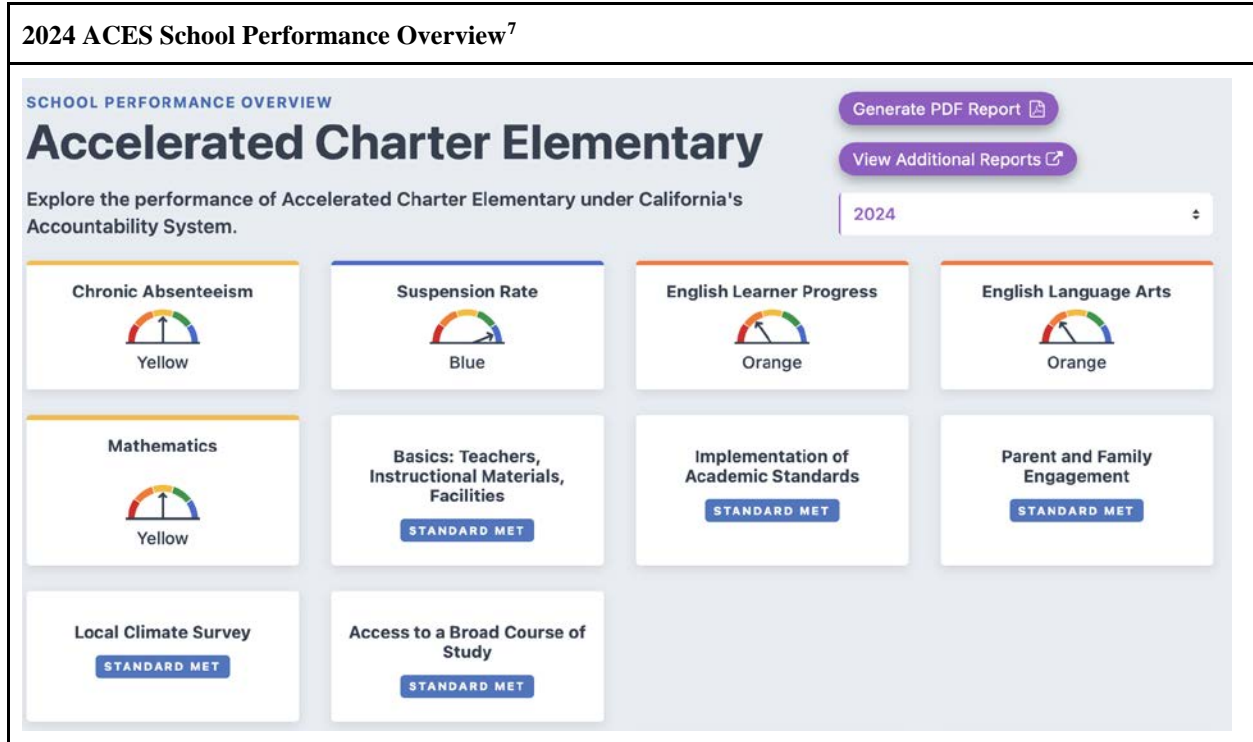 2024 ACES School Performance Overview7
SCHOOL PERFORMANCE OVERVIEW
Accelerated Charter Elementary
Explore the performance of Accelerated Charter Elementary under California's
Accountability System.
Generate PDF Report
View Additional Reports
2024
Chronic Absenteeism
Yellow
Suspension Rate
Blue
English Learner Progress
Orange
English Language Arts
Orange
Mathematics
Yellow
Basics: Teachers,
Instructional Materials,
Facilities
STANDARD MET
Implementation of
Academic Standards
STANDARD MET
Parent and Family
Engagement
STANDARD MET
Local Climate Survey
STANDARD MET
Access to a Broad Course of
Study
STANDARD MET